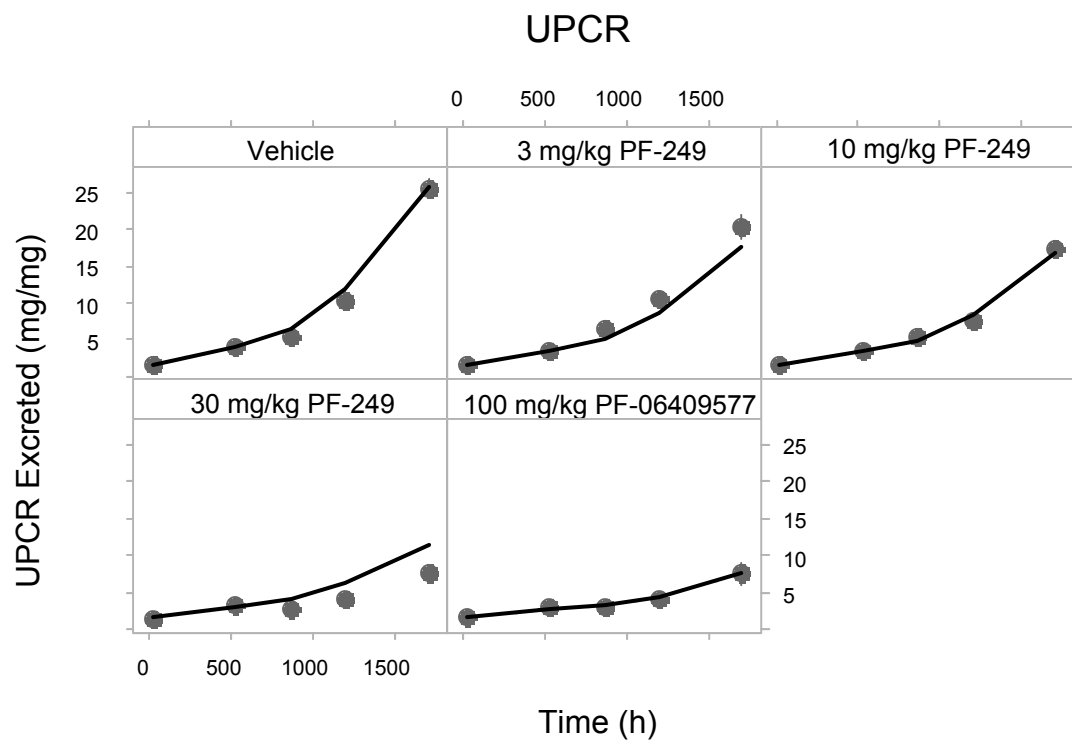 UPCR
0 500 1000 1500
Vehicle 3 mg/kg PF-249 10 mg/kg PF-249
25
20
15
10
5
UPCR Excreted (mg/mg)
30 mg/kg PF-249 100 mg/kg PF-06409577
25
20
15
10
5
0 500 1000 1500
Time (h)